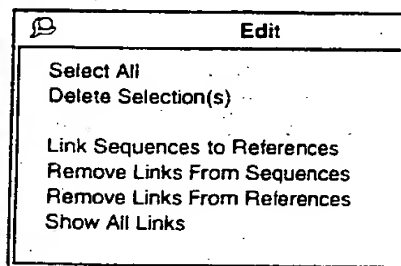 Edit
Select All
Delete Selection(s)
Link Sequences to References
Remove Links From Sequences
Remove Links From References
Show All Links